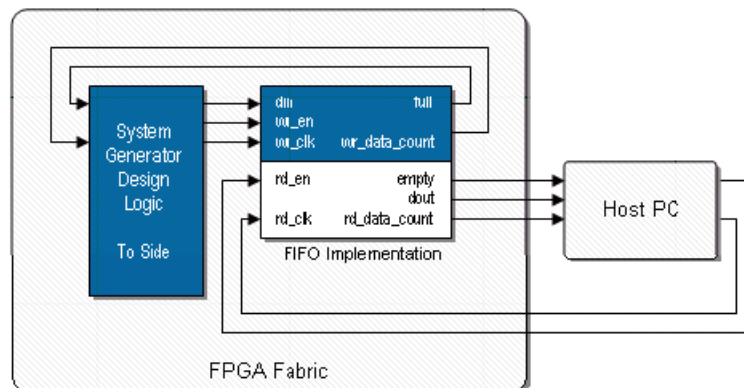 System
Generator
Design
Logic
To Side
din full
wr_en
wr_clk wr_data_count
rd_en empty
dout
rd_clk rd_data_count
FIFO Implementation
Host PC
FPGA Fabric